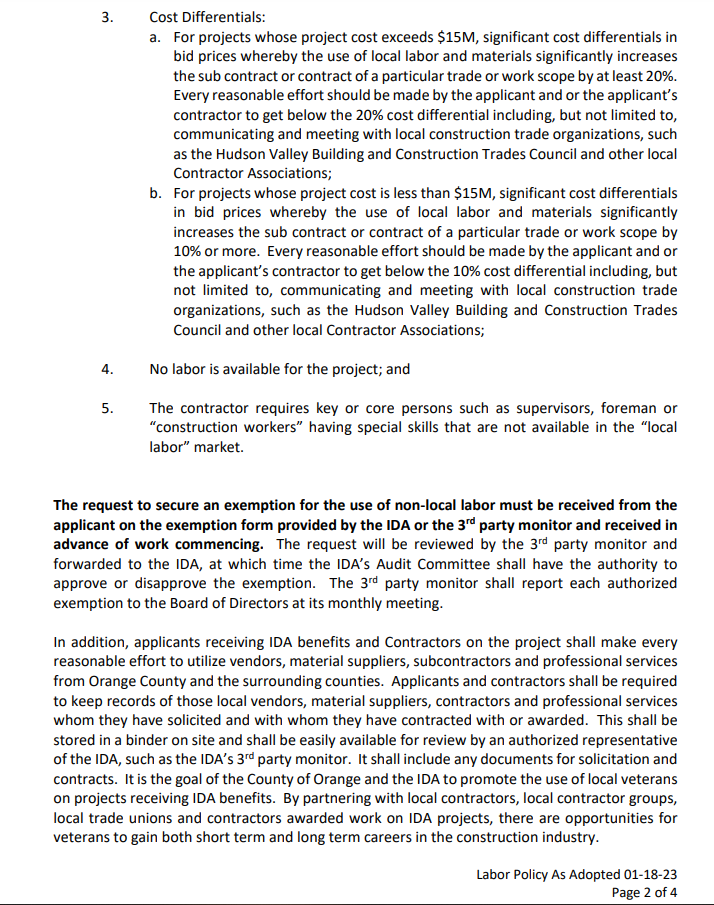 3. Cost Differentials:
a. For projects whose project cost exceeds $15M, significant cost differentials in
bid prices whereby the use of local labor and materials significantly increases
the sub contract or contract of a particular trade or work scope by at least 20%.
Every reasonable effort should be made by the applicant and or the applicant's
contractor to get below the 20% cost differential including, but not limited to,
communicating and meeting with local construction trade organizations, such
as the Hudson Valley Building and Construction Trades Council and other local
Contractor Associations;
b. For projects whose project cost is less than $15M, significant cost differentials
in bid prices whereby the use of local labor and materials significantly
increases the sub contract or contract of a particular trade or work scope by
10% or more. Every reasonable effort should be made by the applicant and or
the applicant's contractor to get below the 10% cost differential including, but
not limited to, communicating and meeting with local construction trade
organizations, such as the Hudson Valley Building and Construction Trades
Council and other local Contractor Associations;
4. No labor is available for the project; and
5. The contractor requires key or core persons such as supervisors, foreman or
“construction workers” having special skills that are not available in the “local
labor” market.
The request to secure an exemption for the use of non-local labor must be received from the
applicant on the exemption form provided by the IDA or the 3rd party monitor and received in
advance of work commencing. The request will be reviewed by the 3rd party monitor and
forwarded to the IDA, at which time the IDA's Audit Committee shall have the authority to
approve or disapprove the exemption. The 3rd party monitor shall report each authorized
exemption to the Board of Directors at its monthly meeting.
In addition, applicants receiving IDA benefits and Contractors on the project shall make every
reasonable effort to utilize vendors, material suppliers, subcontractors and professional services
from Orange County and the surrounding counties. Applicants and contractors shall be required
to keep records of those local vendors, material suppliers, contractors and professional services
whom they have solicited and with whom they have contracted with or awarded. This shall be
stored in a binder on site and shall be easily available for review by an authorized representative
of the IDA, such as the IDA's 3rd party monitor. It shall include any documents for solicitation and
contracts. It is the goal of the County of Orange and the IDA to promote the use of local veterans
on projects receiving IDA benefits. By partnering with local contractors, local contractor groups,
local trade unions and contractors awarded work on IDA projects, there are opportunities for
veterans to gain both short term and long term careers in the construction industry.
Labor Policy As Adopted 01-18-23
Page 2 of 4